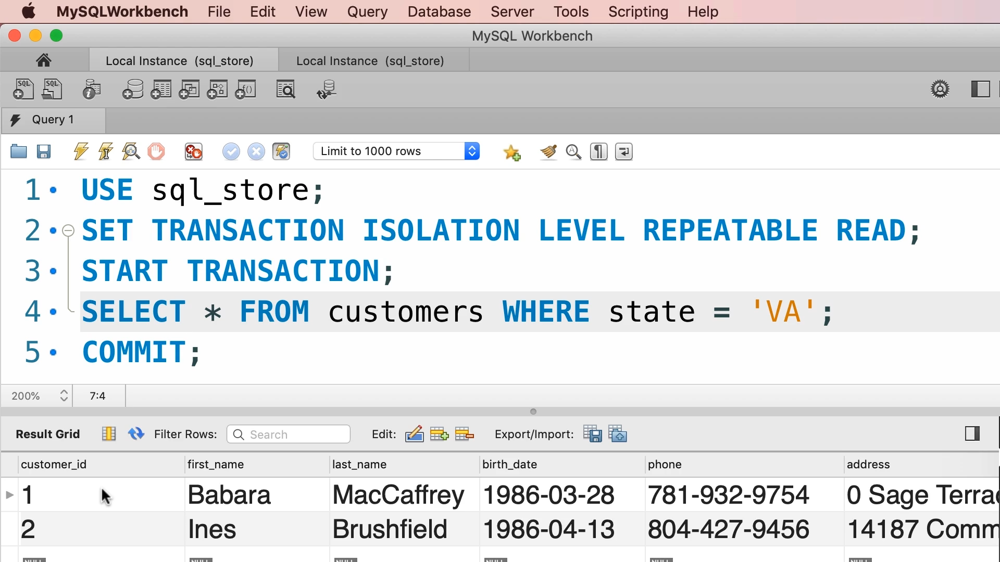 MySQLWorkbench File Edit View Query Database Server Tools Scripting Help
MySQL Workbench
Local Instance (sql_store) Local Instance (sql_store)
SQL SQL
Query 1
Limit to 1000 rows
1 USE sql_store;
2 SET TRANSACTION ISOLATION LEVEL REPEATABLE READ;
3 START TRANSACTION;
4 SELECT * FROM customers WHERE state = 'VA';
5 COMMIT;
200% 7:4
Result Grid Filter Rows: Search Edit: Export/Import:
customer_id first_name last_name birth_date phone address
1 Babara MacCaffrey 1986-03-28 781-932-9754 0 Sage
2 Ines Brushfield 1986-04-13 804-427-9456 14187